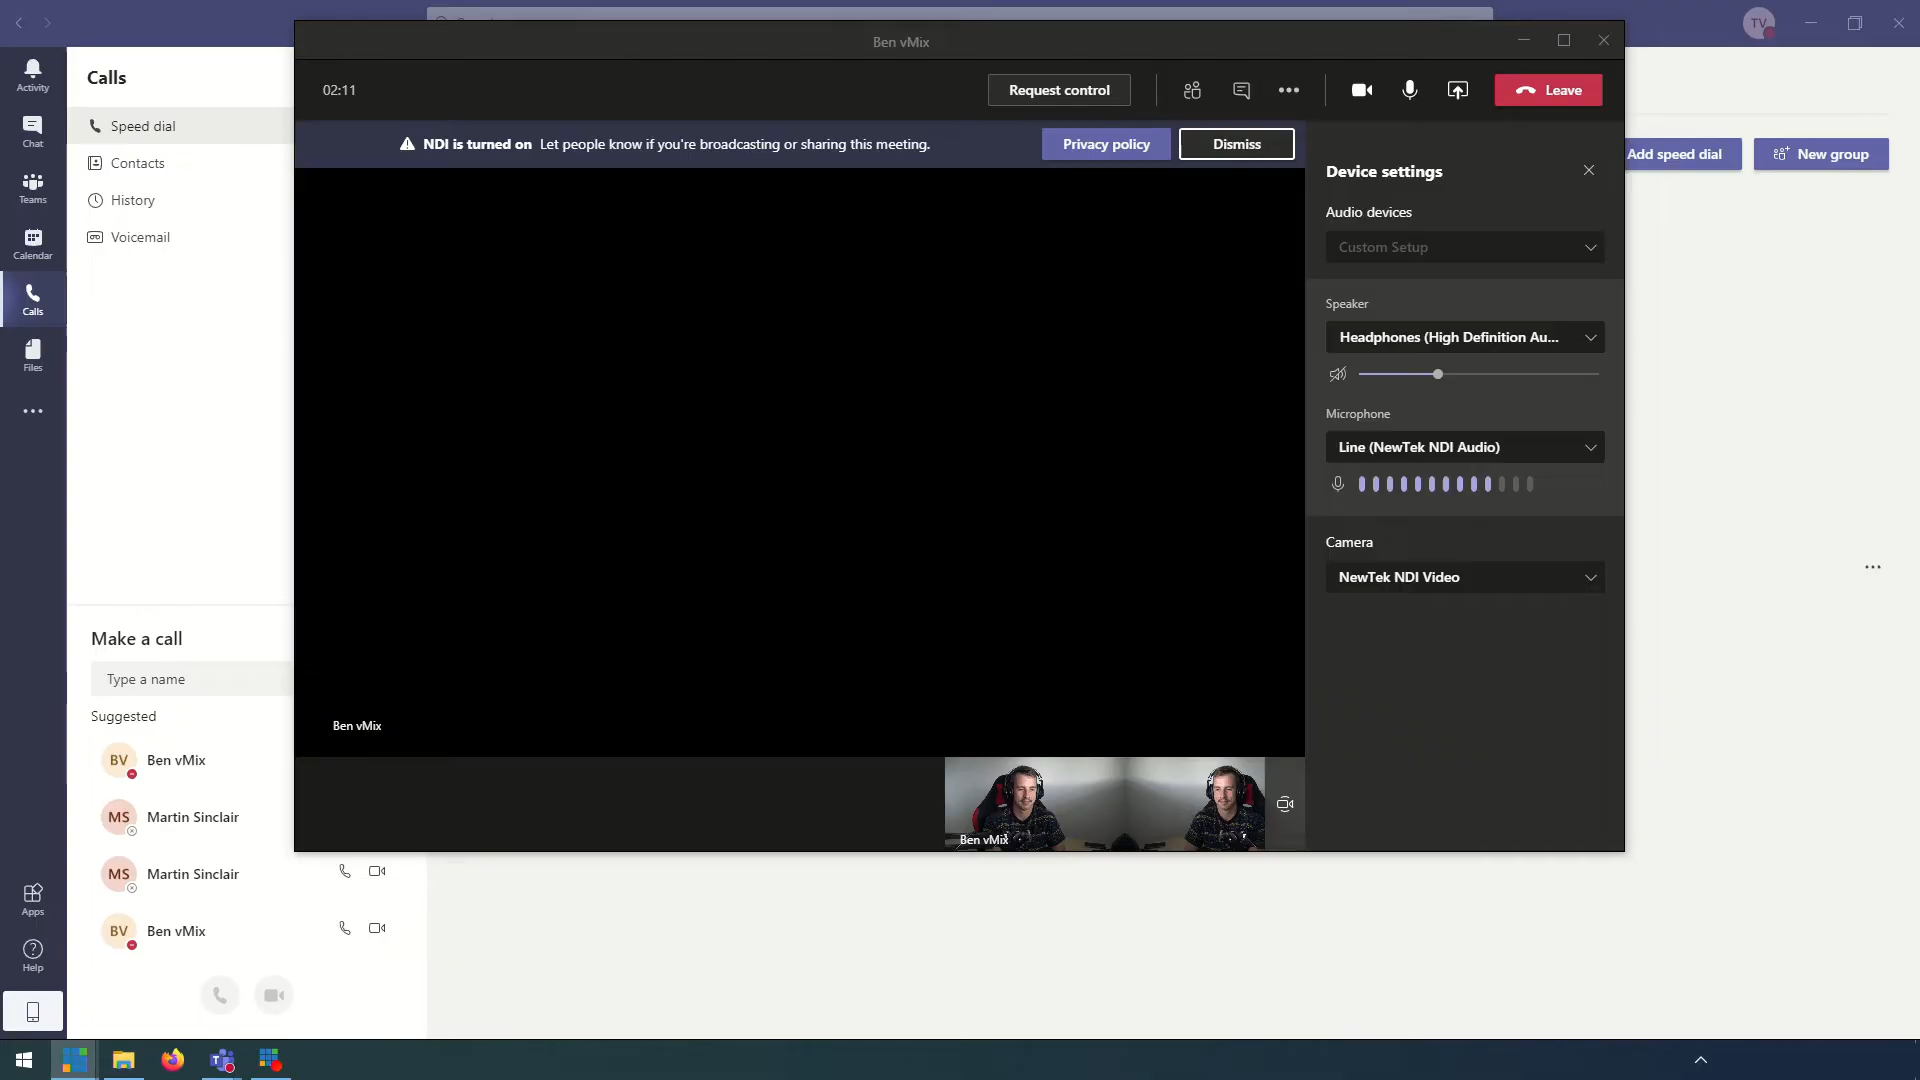 TV
Activity
Chat
Teams
Calendar
Calls
Files
Apps
Help
Calls
Speed dial
Contacts
History
Voicemail
Make a call
Type a name
Suggested
BV Ben vMix
MS Martin Sinclair
MS Martin Sinclair
BV Ben vMix
Add speed dial
New group
Ben vMix
02:11
Request control
Leave
NDI is turned on Let people know if you're broadcasting or sharing this meeting.
Privacy policy
Dismiss
Ben vMix
Ben vMix
Device settings
Audio devices
Custom Setup
Speaker
Headphones (High Definition Au...
Microphone
Line (NewTek NDI Audio)
Camera
NewTek NDI Video